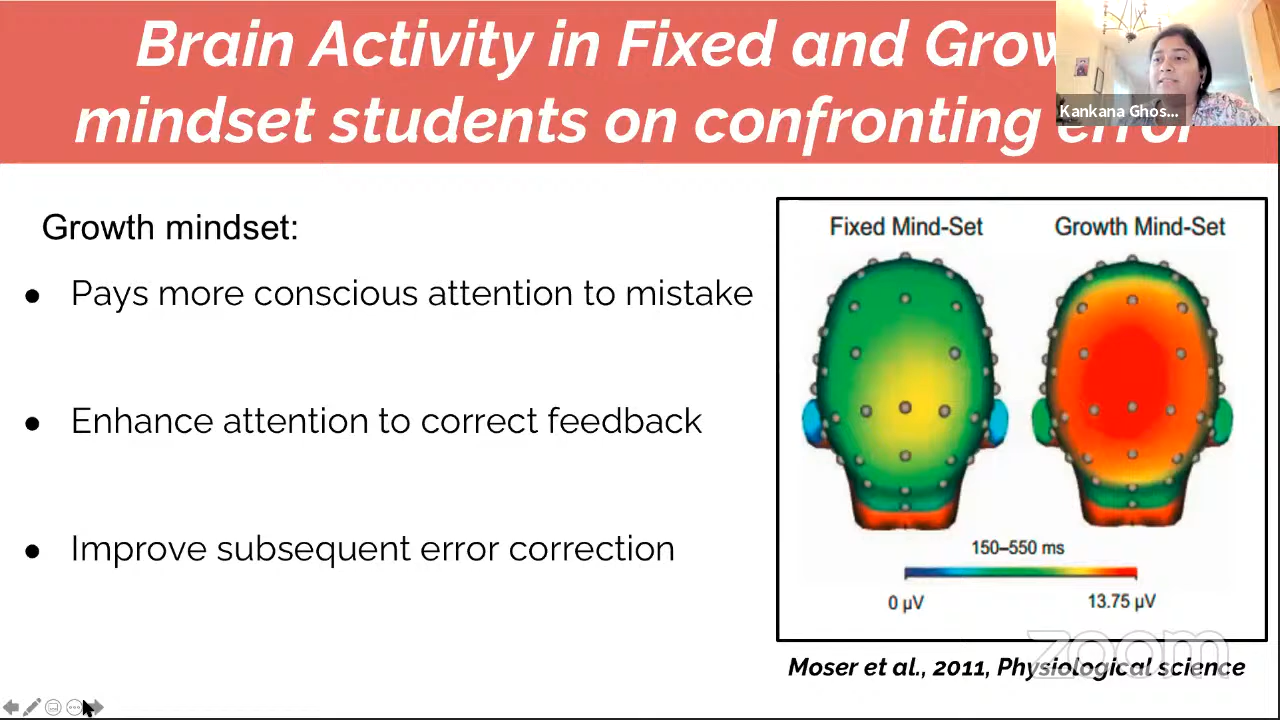 Brain Activity in Fixed and Grow
mindset students on confronting error
Kankana Ghos...
Growth mindset:
Pays more conscious attention to mistake
Enhance attention to correct feedback
Improve subsequent error correction
Fixed Mind-Set
Growth Mind-Set
150–550 ms
0 µV
13.75 µV
zoom
Moser et al., 2011, Physiological science